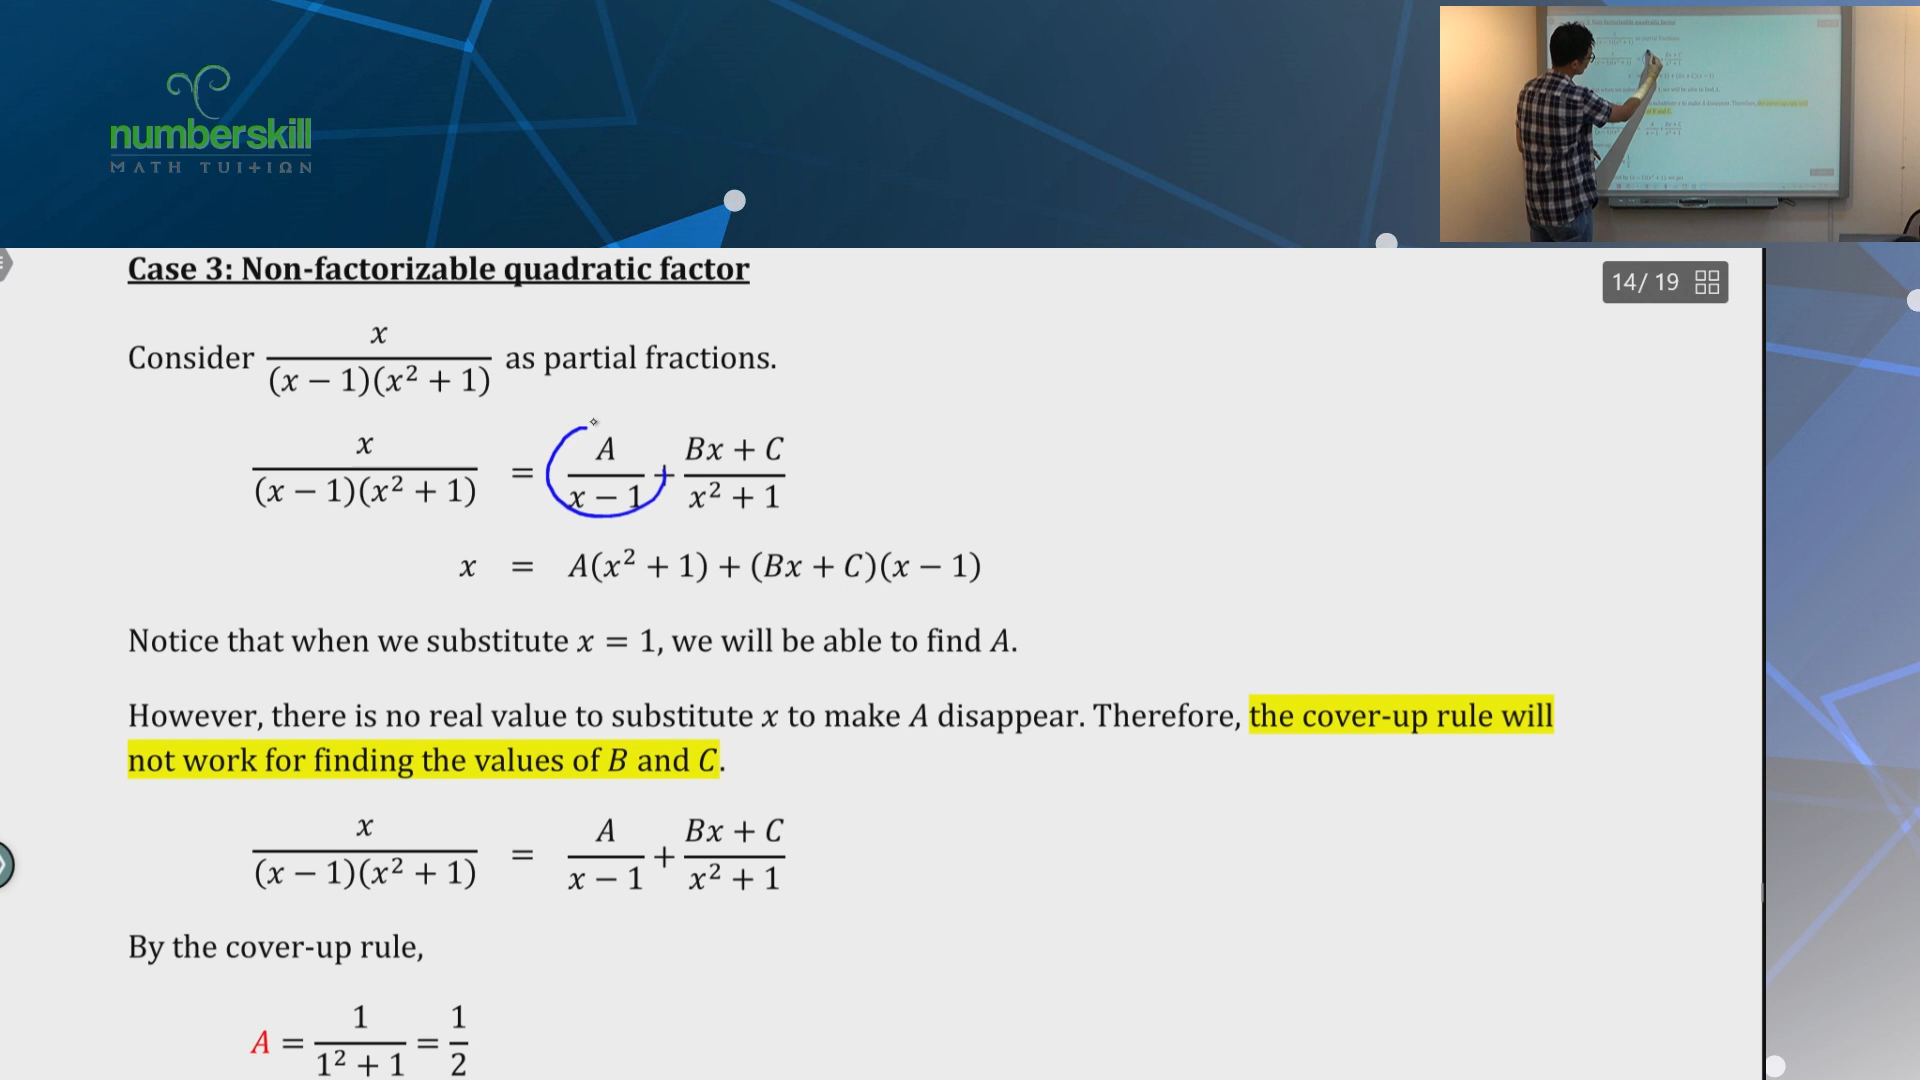 numberskill
MATH TUITION
Case 3: Non-factorizable quadratic factor
14/ 19
Consider x / (x − 1)(x² + 1) as partial fractions.
x / (x − 1)(x² + 1) = A / x − 1 + Bx + C / x² + 1
x = A(x² + 1) + (Bx + C)(x − 1)
Notice that when we substitute x = 1, we will be able to find A.
However, there is no real value to substitute x to make A disappear. Therefore, the cover-up rule will
not work for finding the values of B and C.
x / (x − 1)(x² + 1) = A / x − 1 + Bx + C / x² + 1
By the cover-up rule,
A = 1 / 1² + 1 = 1 / 2